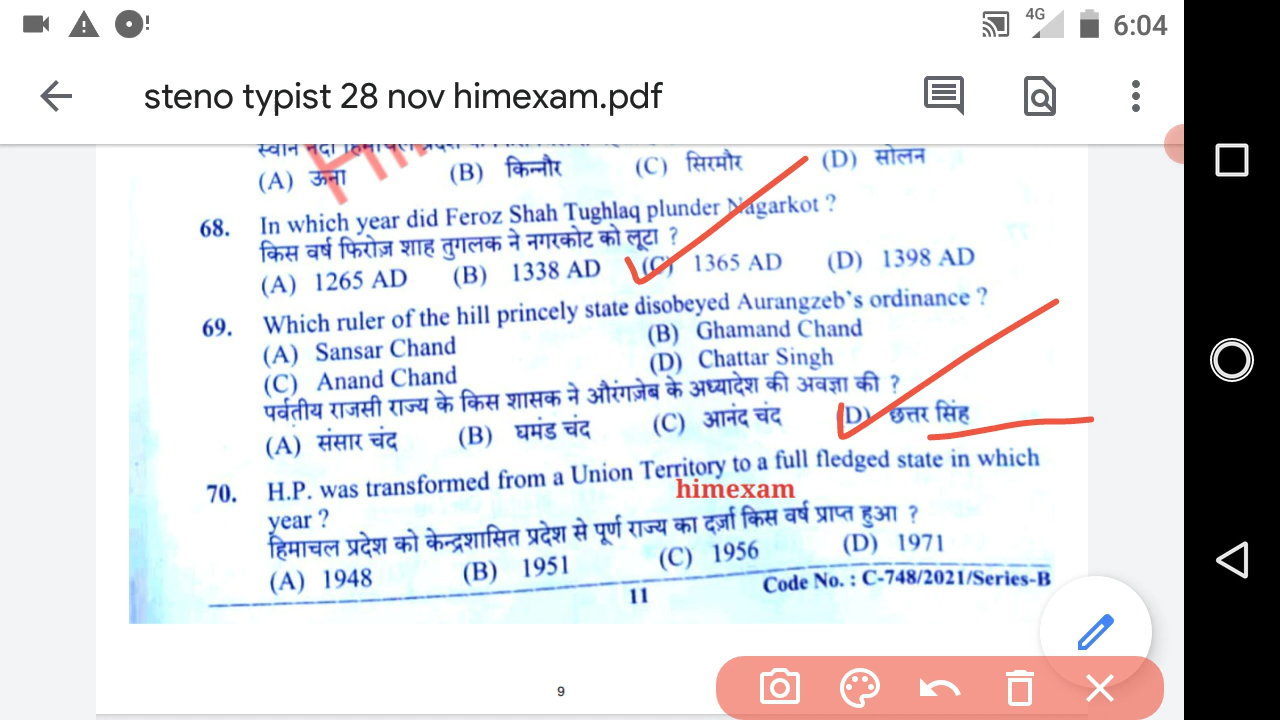 4G 6:04
steno typist 28 nov himexam.pdf
स्वान नदी हिमाचल प्रदेश
(A) ऊना (B) किन्नौर (C) सिरमौर (D) सोलन
68. In which year did Feroz Shah Tughlaq plunder Nagarkot ?
किस वर्ष फिरोज़ शाह तुगलक ने नगरकोट को लूटा ?
(A) 1265 AD (B) 1338 AD (C) 1365 AD (D) 1398 AD
69. Which ruler of the hill princely state disobeyed Aurangzeb's ordinance ?
(A) Sansar Chand (B) Ghamand Chand
(C) Anand Chand (D) Chattar Singh
पर्वतीय राजसी राज्य के किस शासक ने औरंगज़ेब के अध्यादेश की अवज्ञा की ?
(A) संसार चंद (B) घमंड चंद (C) आनंद चंद (D) छत्तर सिंह
70. H.P. was transformed from a Union Territory to a full fledged state in which
himexam
year ?
हिमाचल प्रदेश को केन्द्रशासित प्रदेश से पूर्ण राज्य का दर्ज़ा किस वर्ष प्राप्त हुआ ?
(A) 1948 (B) 1951 (C) 1956 (D) 1971
11 Code No. : C-748/2021/Series-B
9